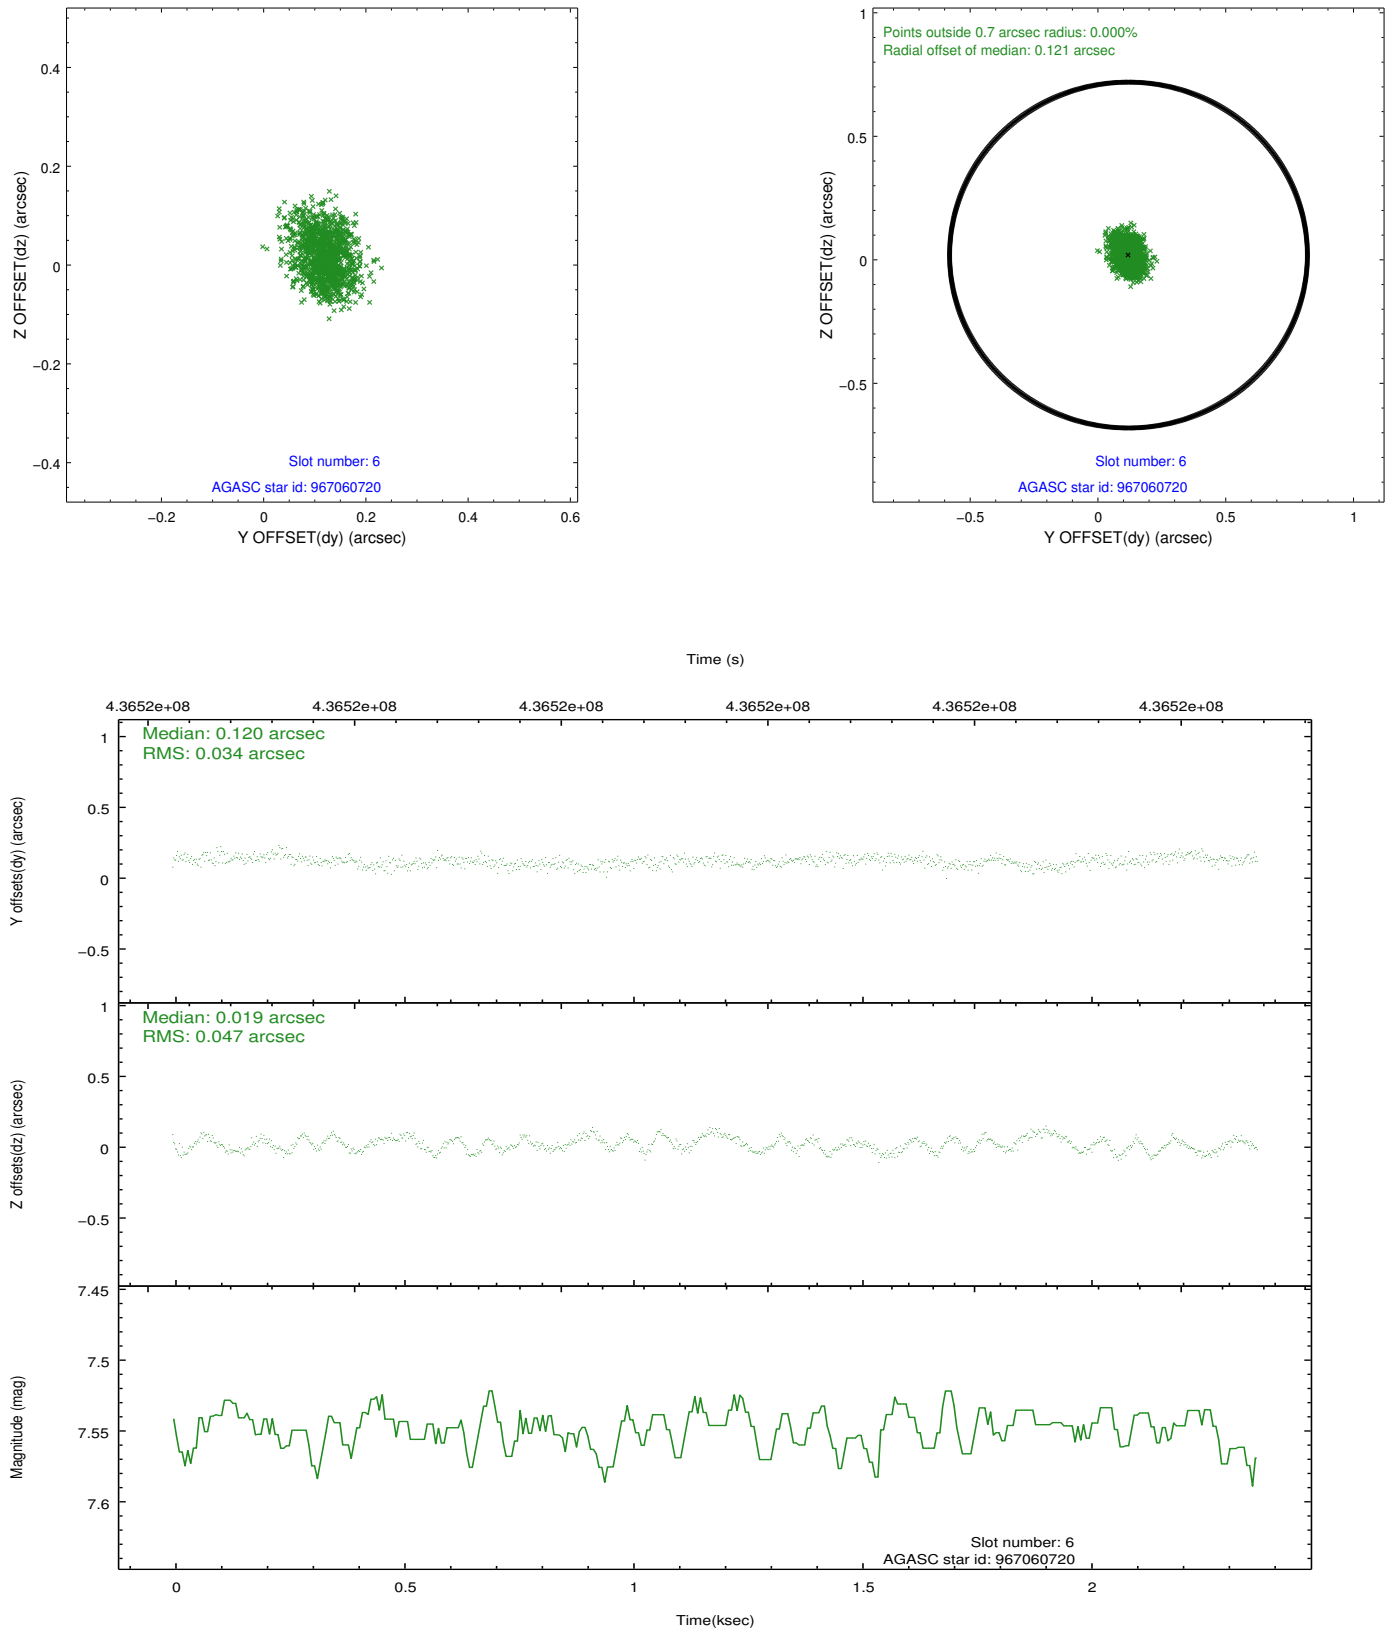 0.4
0.2
0
−0.2
−0.4
Z OFFSET(dz) (arcsec)
Slot number: 6
AGASC star id: 967060720
−0.2
0
0.2
0.4
0.6
Y OFFSET(dy) (arcsec)
Points outside 0.7 arcsec radius: 0.000%
Radial offset of median: 0.121 arcsec
1
0.5
0
−0.5
Z OFFSET(dz) (arcsec)
Slot number: 6
AGASC star id: 967060720
−0.5
0
0.5
1
Y OFFSET(dy) (arcsec)
Time (s)
4.3652e+08
4.3652e+08
4.3652e+08
4.3652e+08
4.3652e+08
4.3652e+08
Median: 0.120 arcsec
RMS: 0.034 arcsec
1
0.5
0
−0.5
Y offsets(dy) (arcsec)
Median: 0.019 arcsec
RMS: 0.047 arcsec
1
0.5
0
−0.5
Z offsets(dz) (arcsec)
7.45
7.5
7.55
7.6
Magnitude (mag)
Slot number: 6
AGASC star id: 967060720
0
0.5
1
1.5
2
Time(ksec)